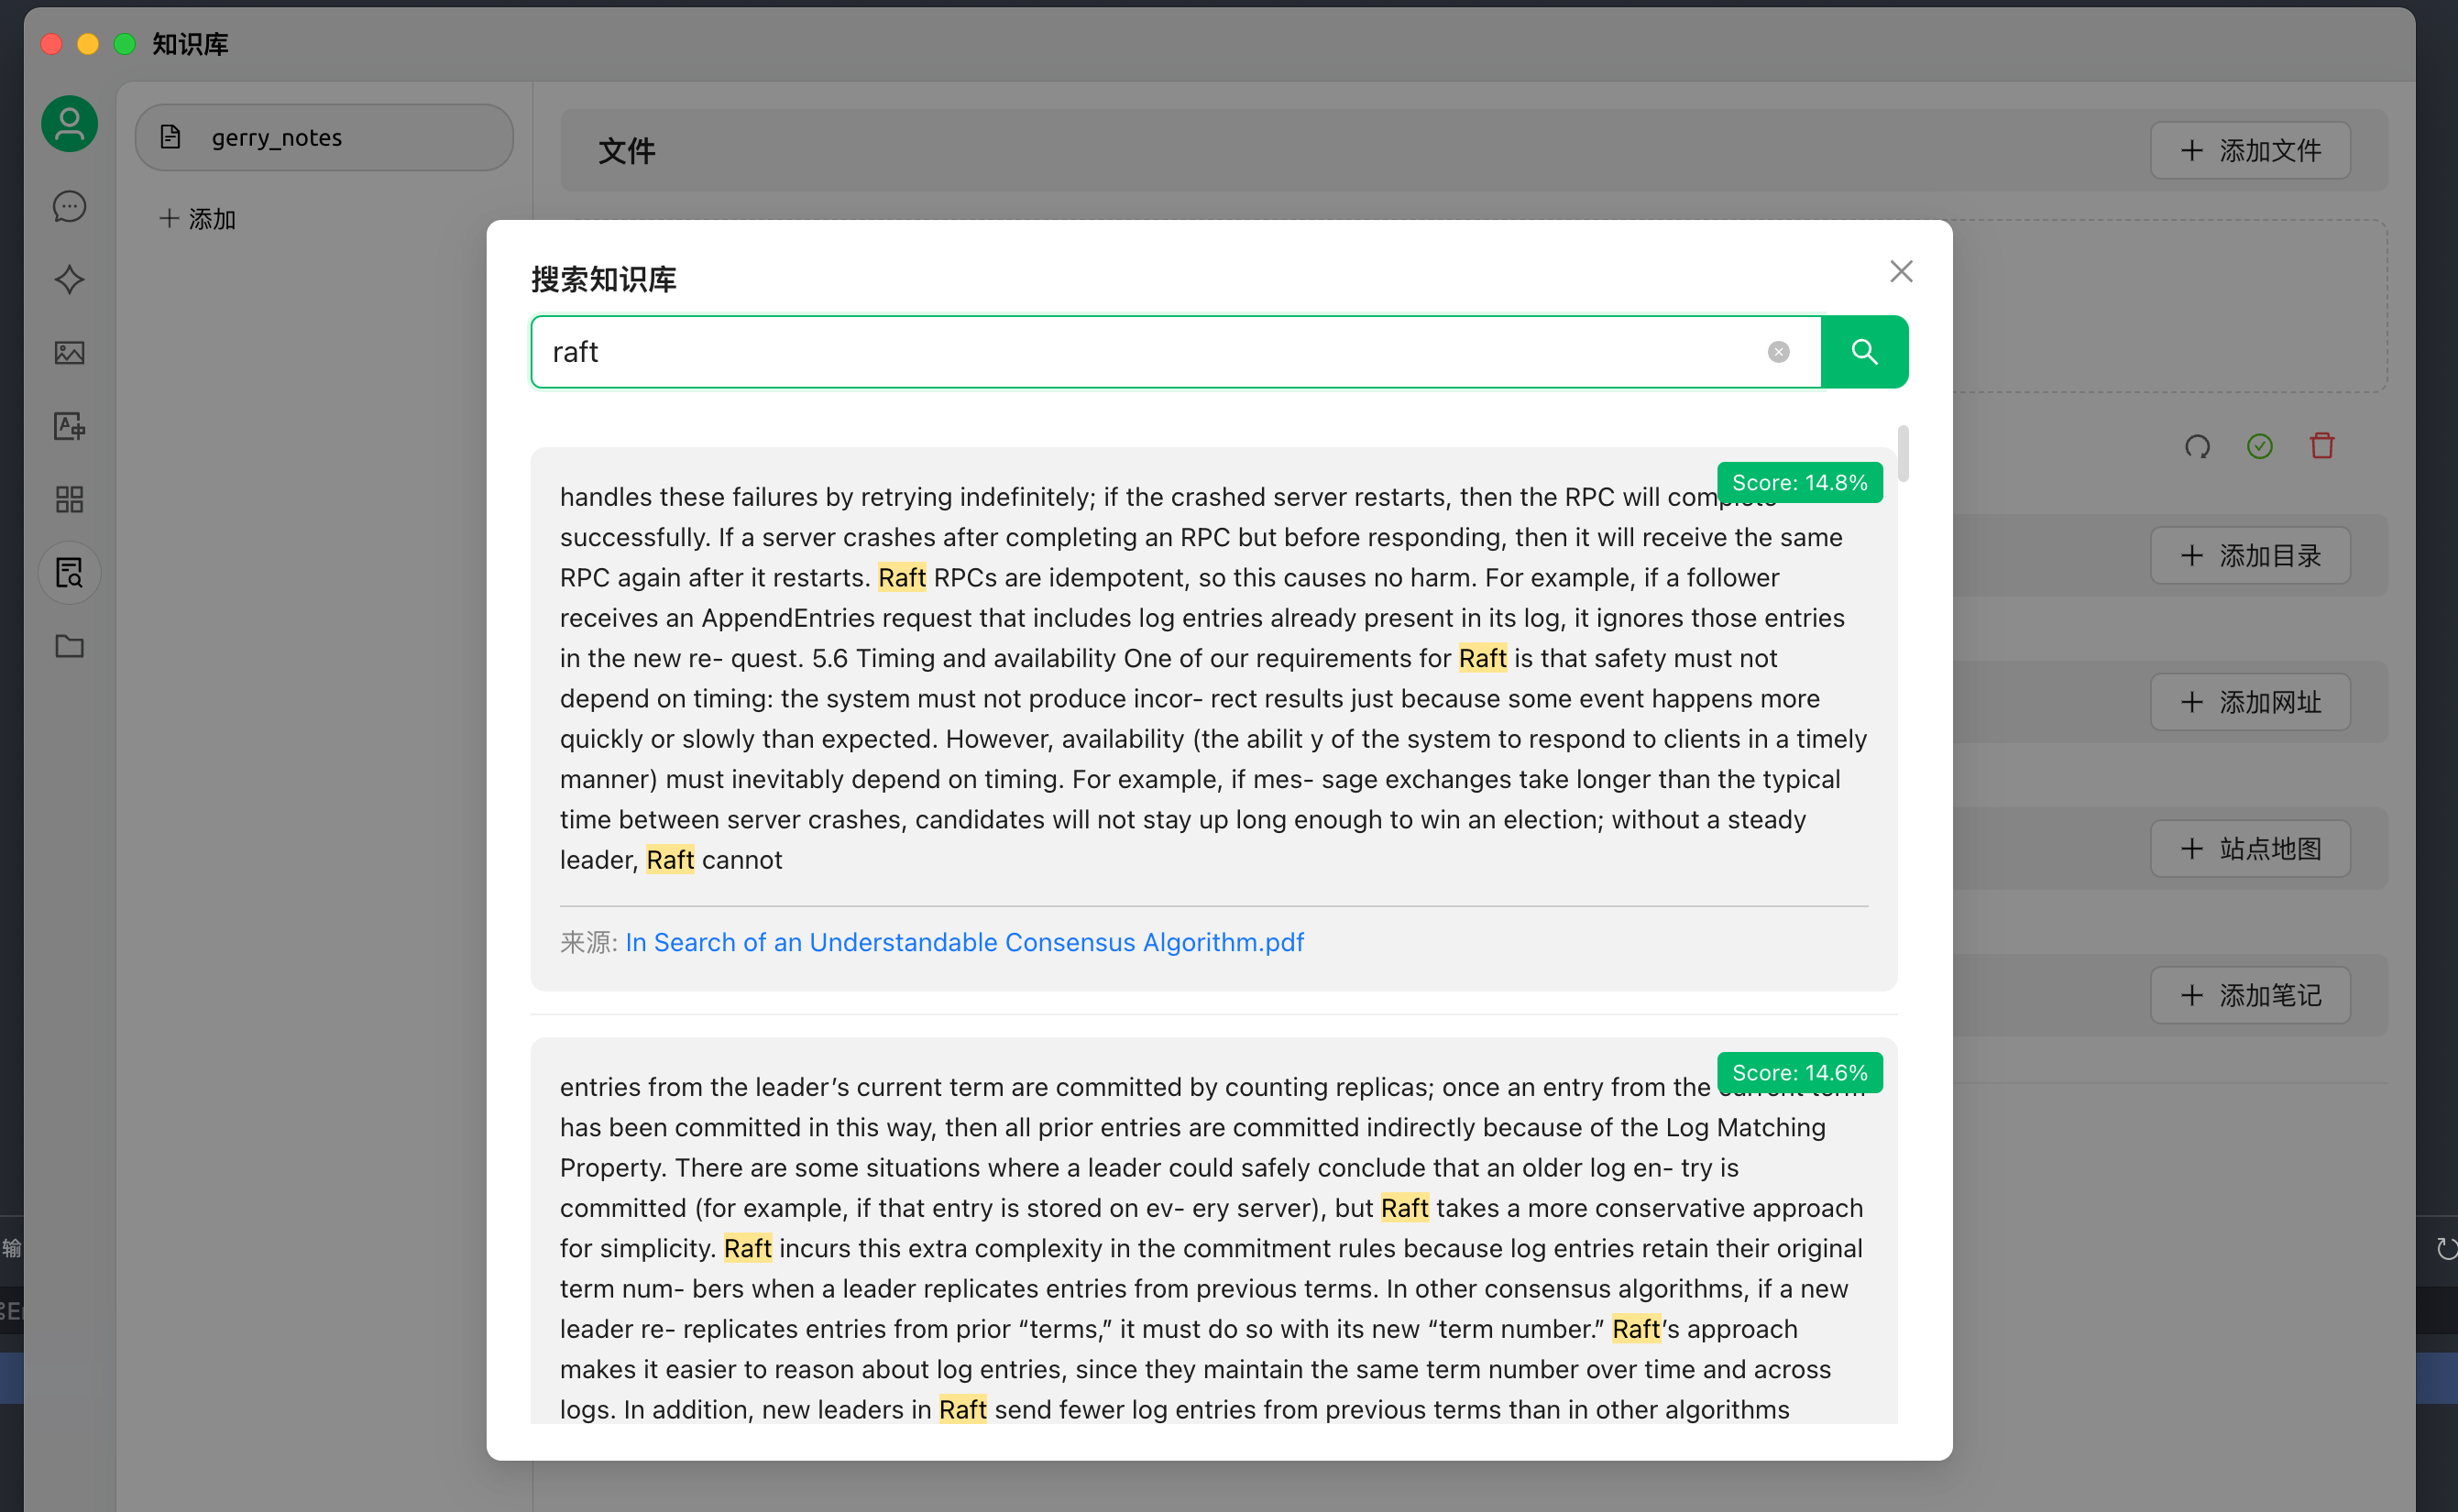 知识库
gerry_notes
添加
文件
添加文件
搜索知识库
raft
Score: 14.8%
handles these failures by retrying indefinitely; if the crashed server restarts, then the RPC will complete
successfully. If a server crashes after completing an RPC but before responding, then it will receive the same
RPC again after it restarts. Raft RPCs are idempotent, so this causes no harm. For example, if a follower
receives an AppendEntries request that includes log entries already present in its log, it ignores those entries
in the new re- quest. 5.6 Timing and availability One of our requirements for Raft is that safety must not
depend on timing: the system must not produce incor- rect results just because some event happens more
quickly or slowly than expected. However, availability (the abilit y of the system to respond to clients in a timely
manner) must inevitably depend on timing. For example, if mes- sage exchanges take longer than the typical
time between server crashes, candidates will not stay up long enough to win an election; without a steady
leader, Raft cannot
来源: In Search of an Understandable Consensus Algorithm.pdf
Score: 14.6%
entries from the leader’s current term are committed by counting replicas; once an entry from the current term
has been committed in this way, then all prior entries are committed indirectly because of the Log Matching
Property. There are some situations where a leader could safely conclude that an older log en- try is
committed (for example, if that entry is stored on ev- ery server), but Raft takes a more conservative approach
for simplicity. Raft incurs this extra complexity in the commitment rules because log entries retain their original
term num- bers when a leader replicates entries from previous terms. In other consensus algorithms, if a new
leader re- replicates entries from prior “terms,” it must do so with its new “term number.” Raft’s approach
makes it easier to reason about log entries, since they maintain the same term number over time and across
logs. In addition, new leaders in Raft send fewer log entries from previous terms than in other algorithms
添加目录
添加网址
站点地图
添加笔记
输